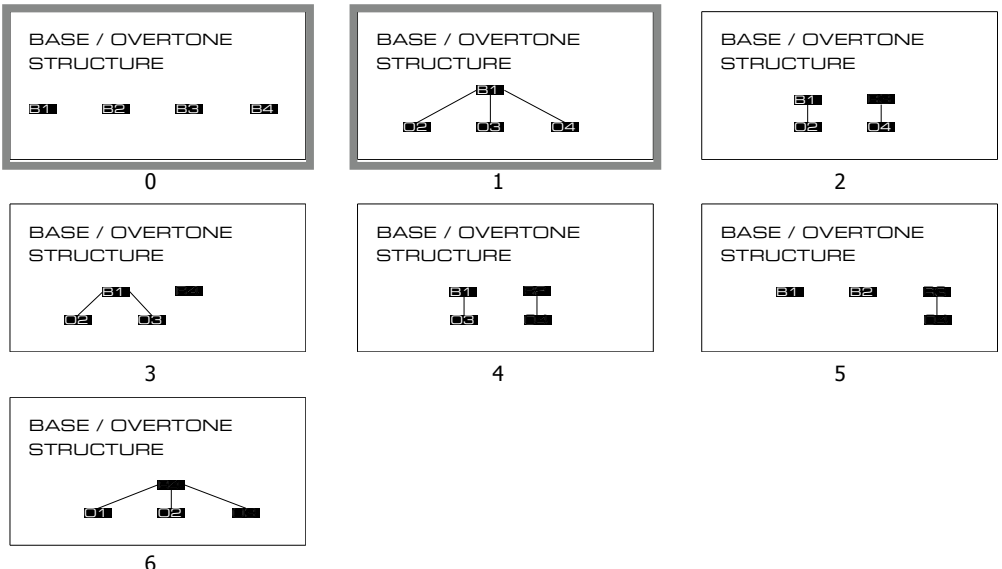 BASE / OVERTONE
STRUCTURE
B1 B2 B3 B4
0
BASE / OVERTONE
STRUCTURE
B1
O2 O3 O4
1
BASE / OVERTONE
STRUCTURE
B1
O2 O4
2
BASE / OVERTONE
STRUCTURE
B1
O2 O3
3
BASE / OVERTONE
STRUCTURE
B1
O3
4
BASE / OVERTONE
STRUCTURE
B1 B2
5
BASE / OVERTONE
STRUCTURE
O1 O2
6